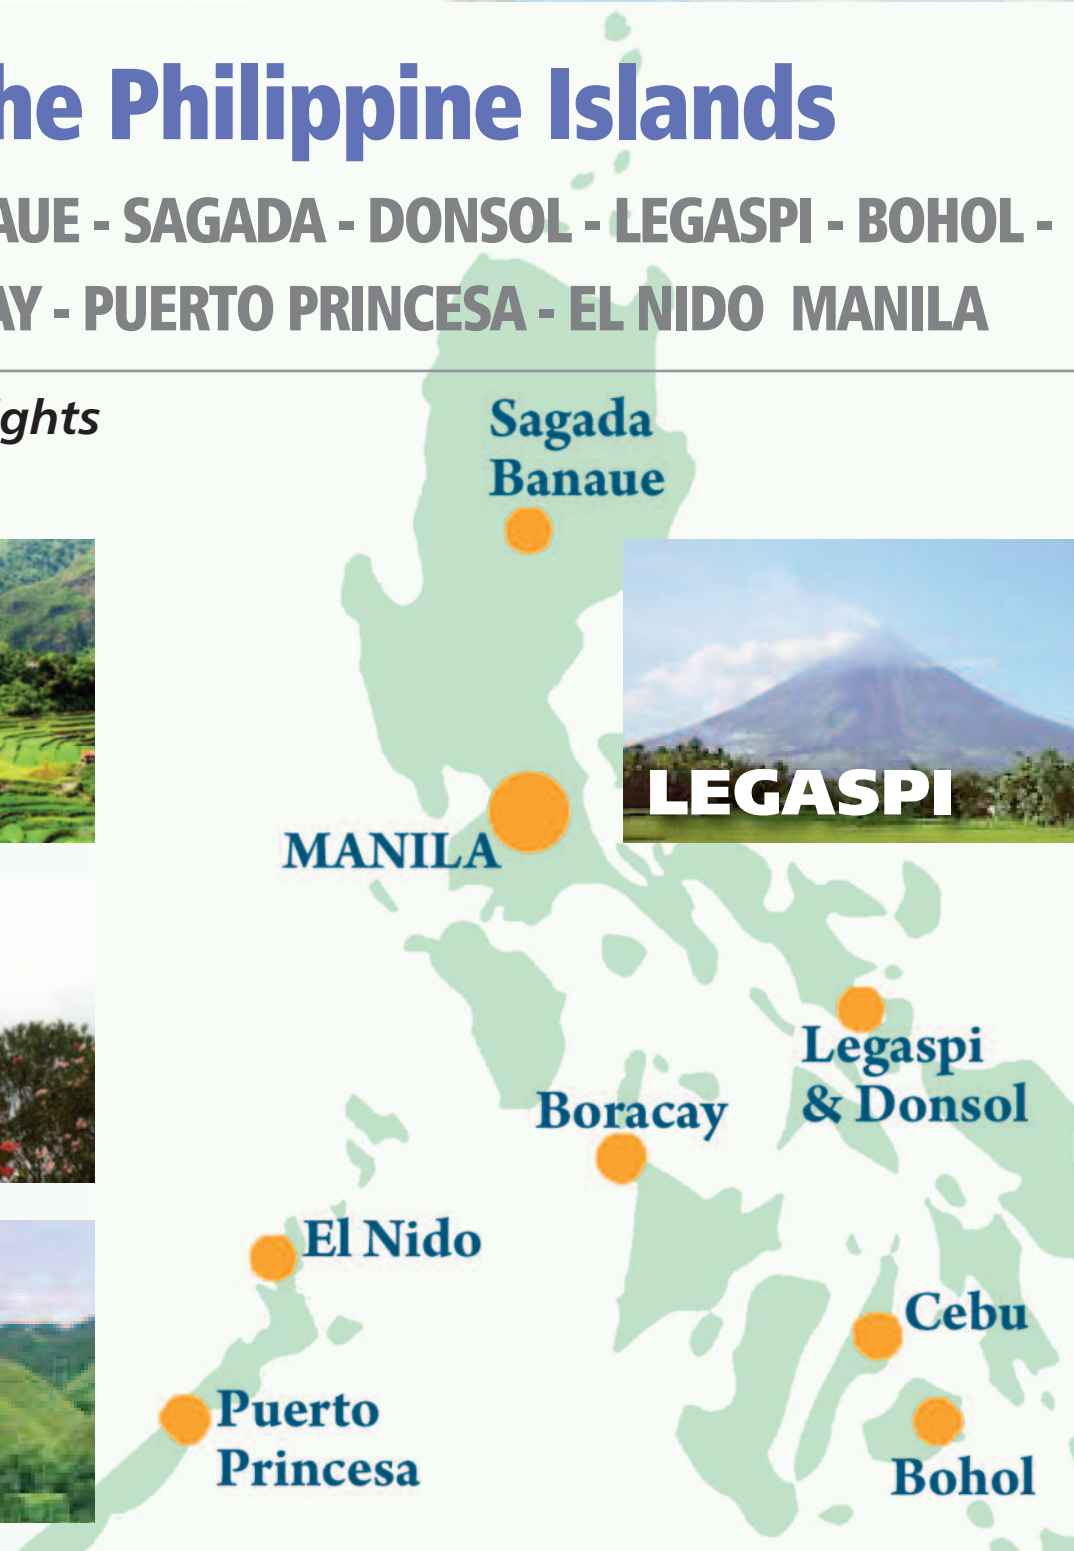 he Philippine Islands
AUE - SAGADA - DONSOL - LEGASPI - BOHOL -
AY - PUERTO PRINCESA - EL NIDO  MANILA
ghts
Sagada
Banaue
LEGASPI
MANILA
Legaspi
& Donsol
Boracay
El Nido
Cebu
Puerto
Princesa
Bohol